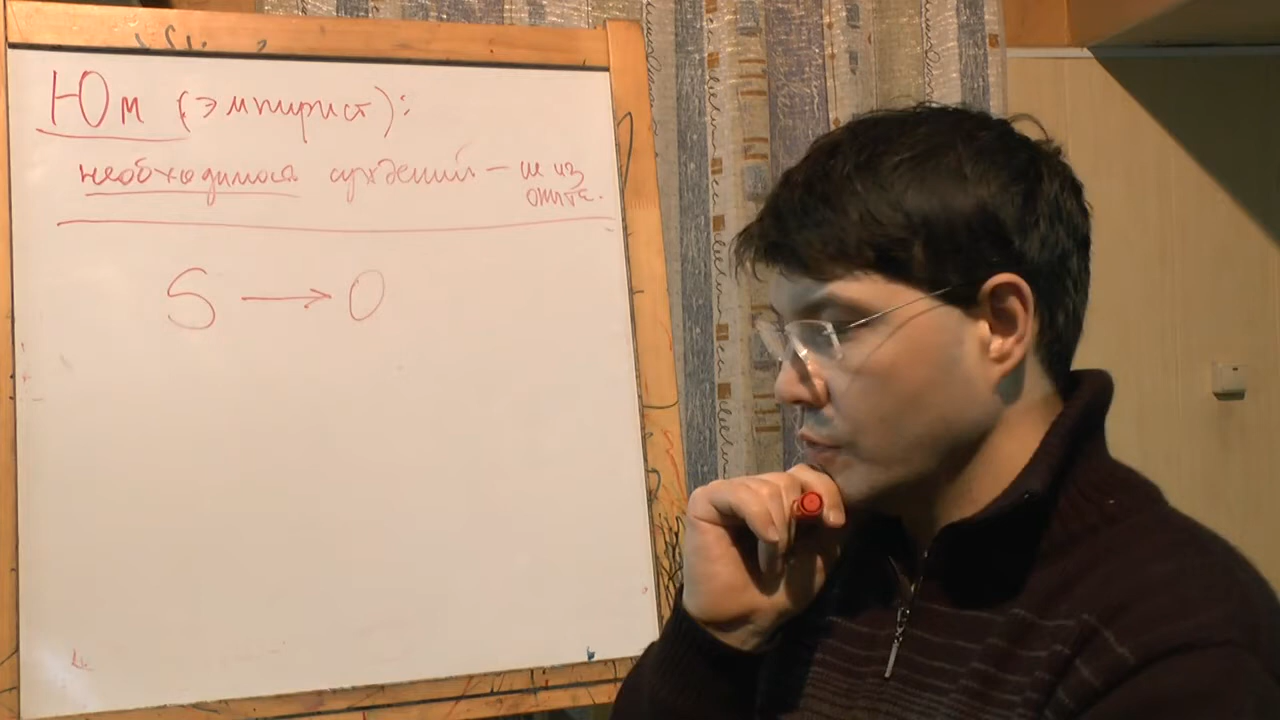 Юм (эмпирист):
необходимость суждений – не из
опыта.
S → O